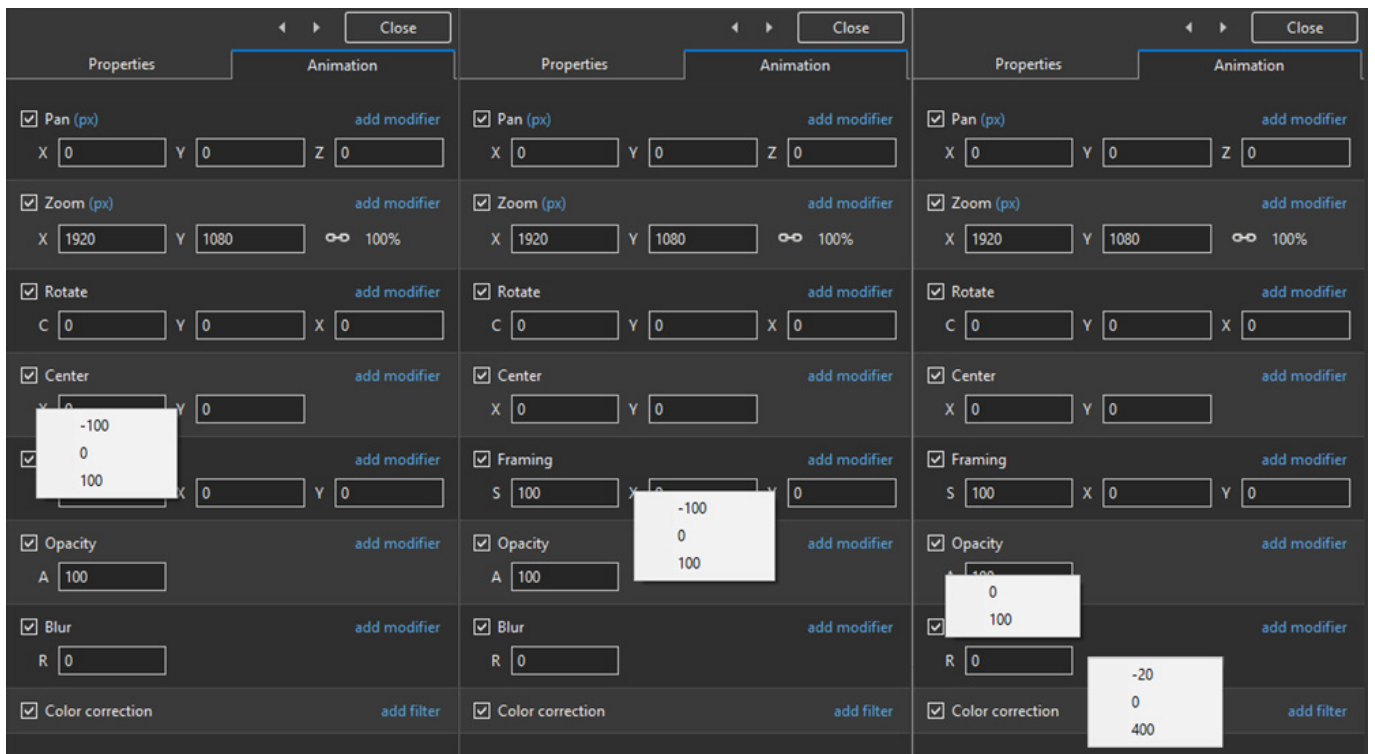 Close Close Close
Properties Animation Properties Animation Properties Animation
Pan (px) add modifier Pan (px) add modifier Pan (px) add modifier
X 0 Y 0 Z 0 X 0 Y 0 Z 0 X 0 Y 0 Z 0
Zoom (px) add modifier Zoom (px) add modifier Zoom (px) add modifier
X 1920 Y 1080 100% X 1920 Y 1080 100% X 1920 Y 1080 100%
Rotate add modifier Rotate add modifier Rotate add modifier
C 0 Y 0 X 0 C 0 Y 0 X 0 C 0 Y 0 X 0
Center add modifier Center add modifier Center add modifier
Y 0 X 0 Y 0 X 0 Y 0
-100
0 add modifier Framing add modifier Framing add modifier
100
X 0 Y 0 S 100 X 0 S 100 X 0 Y 0
-100
Opacity add modifier Opacity 0 add modifier Opacity add modifier
100
A 100 A 100
0
100
Blur add modifier Blur add modifier add modifier
R 0 R 0 R 0
-20
0
Color correction add filter Color correction add filter Color correction add filter
400